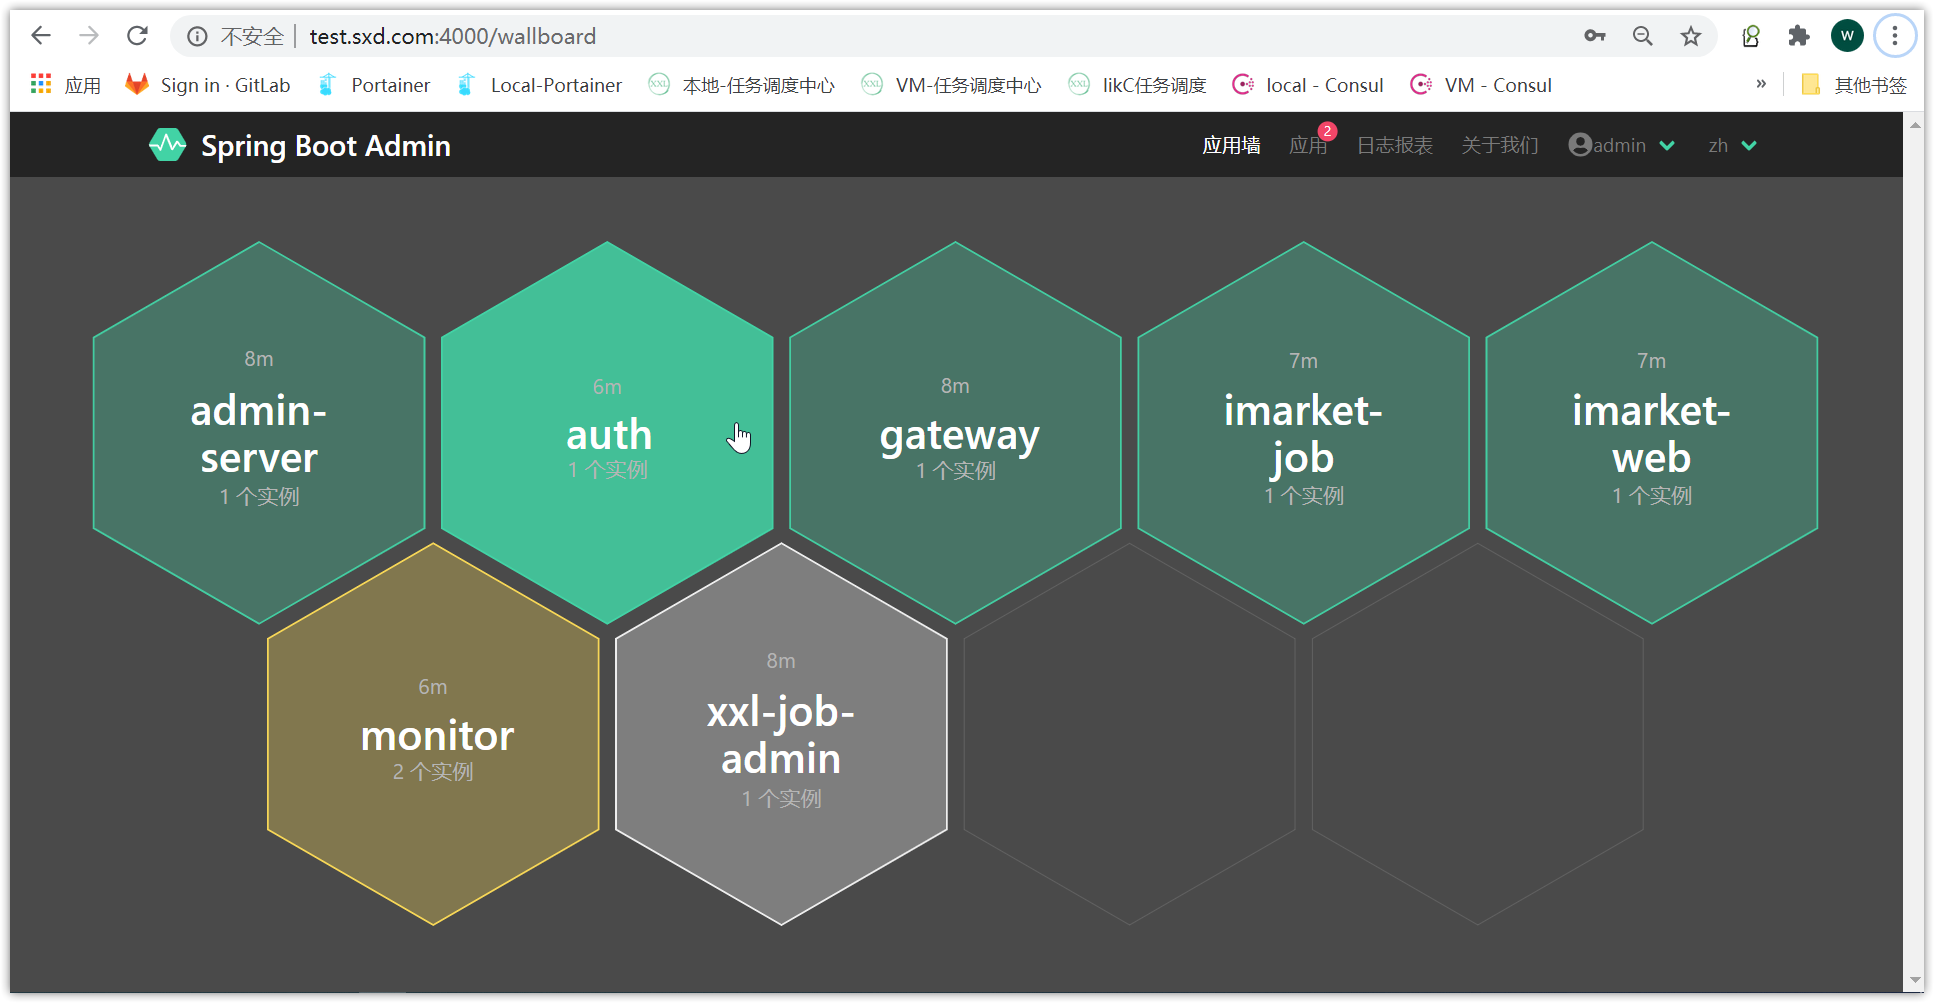 不安全 test.sxd.com:4000/wallboard W
应用 Sign in · GitLab Portainer Local-Portainer 本地-任务调度中心 VM-任务调度中心 likC任务调度 local - Consul VM - Consul » 其他书签
Spring Boot Admin 应用墙 应用 2 日志报表 关于我们 admin zh
8m
admin-
server
1 个实例
6m
auth
1 个实例
8m
gateway
1 个实例
7m
imarket-
job
1 个实例
7m
imarket-
web
1 个实例
6m
monitor
2 个实例
8m
xxl-job-
admin
1 个实例